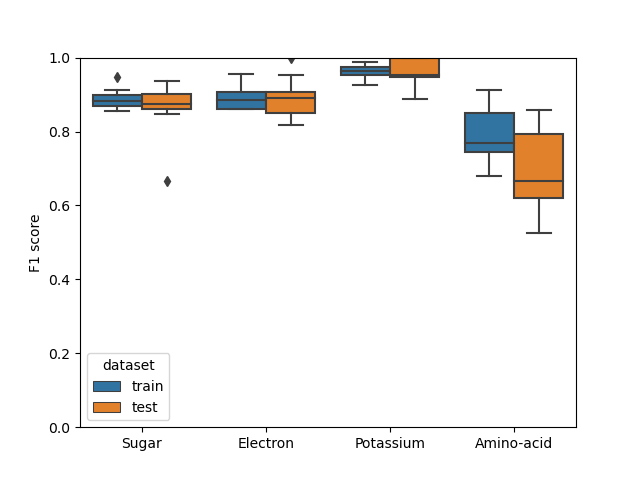 1.0
0.8
0.6
0.4
0.2
0.0
F1 score
dataset
train
test
Sugar
Electron
Potassium
Amino-acid